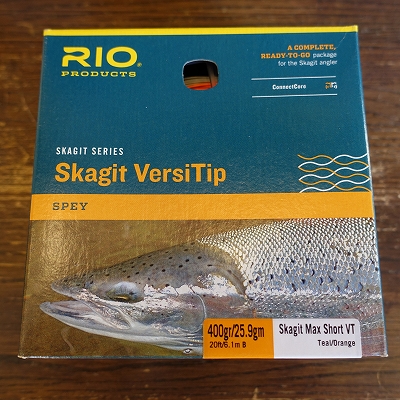 RIO®
PRODUCTS
A COMPLETE,
READY-TO-GO package
for the Skagit angler
ConnectCore
SKAGIT SERIES
Skagit VersiTip
SPEY
400gr/25.9gm
20ft/6.1m B
Skagit Max Short VT
Teal/Orange